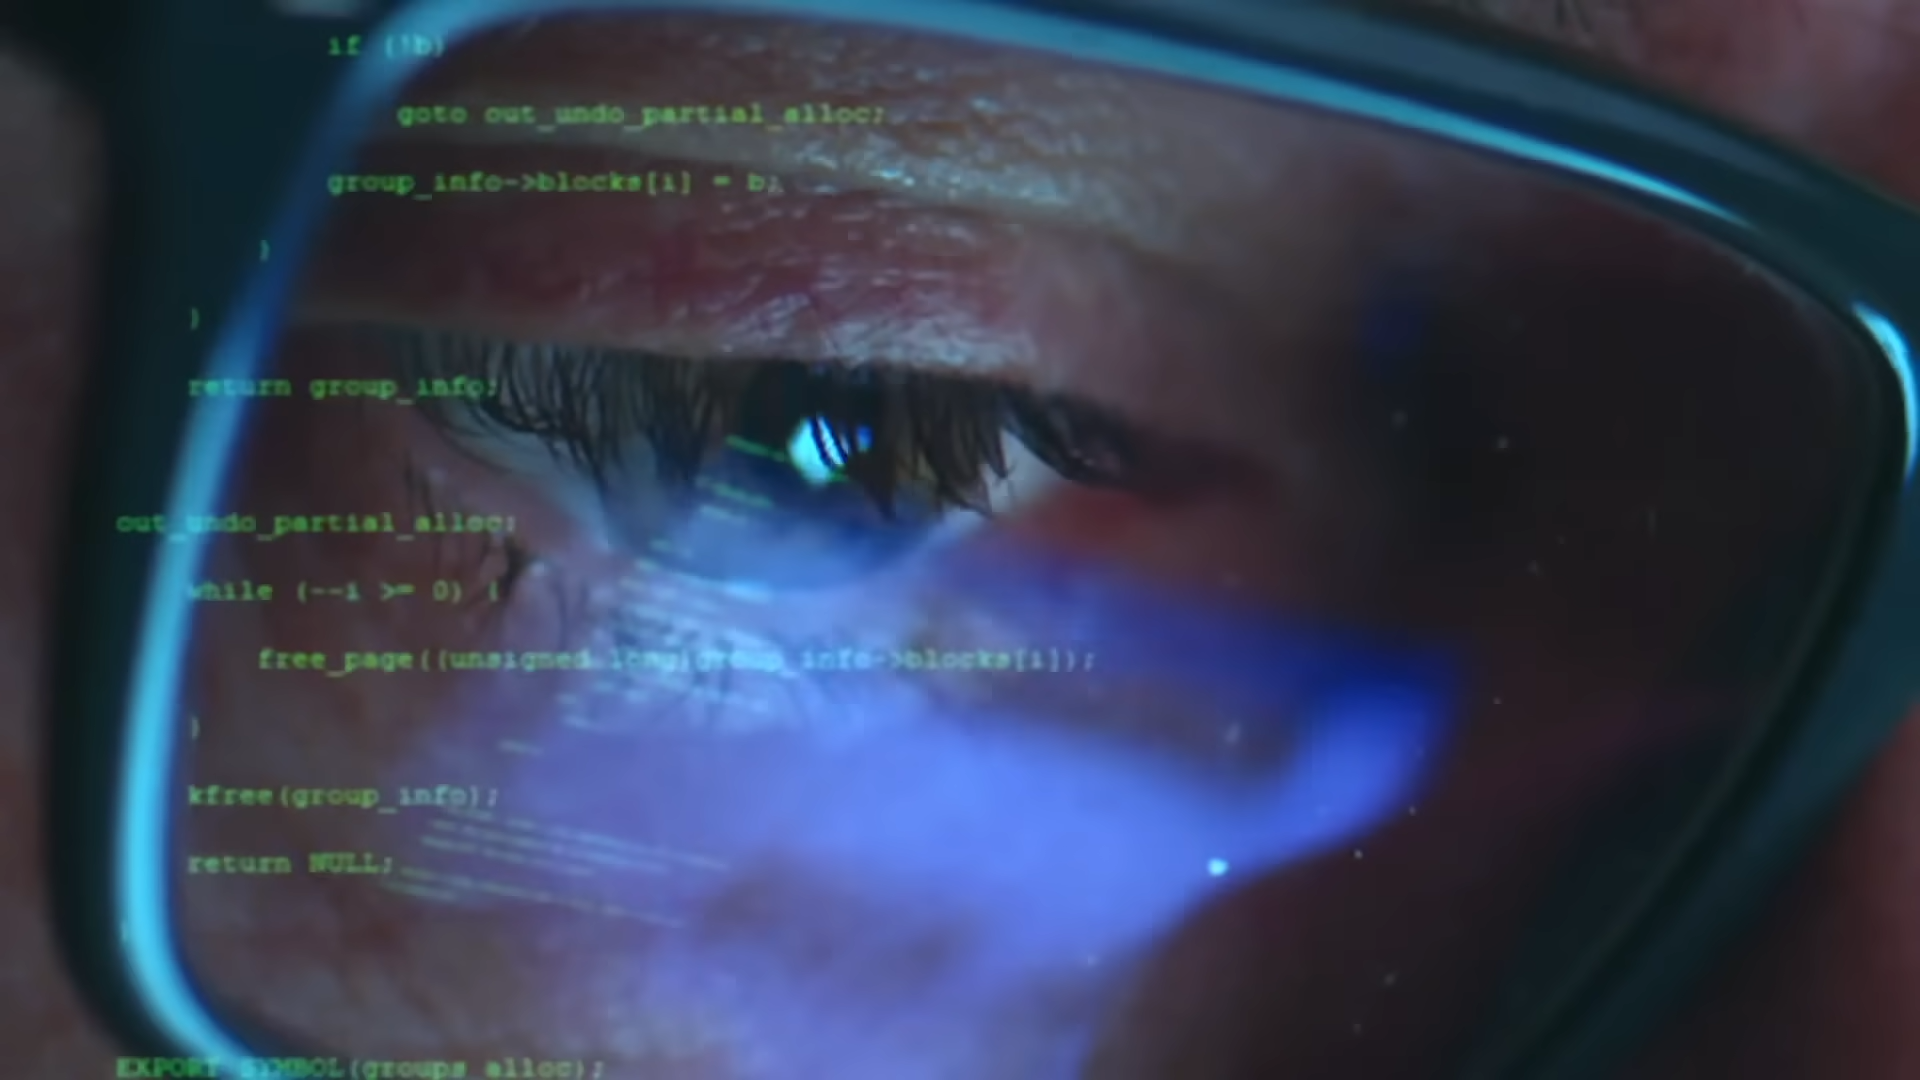 if (!b)
goto out_undo_partial_alloc;
group_info->blocks[i] = b;
}
}
return group_info;
out_undo_partial_alloc:
while (--i >= 0) {
free_page((unsigned long)group_info->blocks[i]);
}
kfree(group_info);
return NULL;
EXPORT_SYMBOL(groups_alloc);